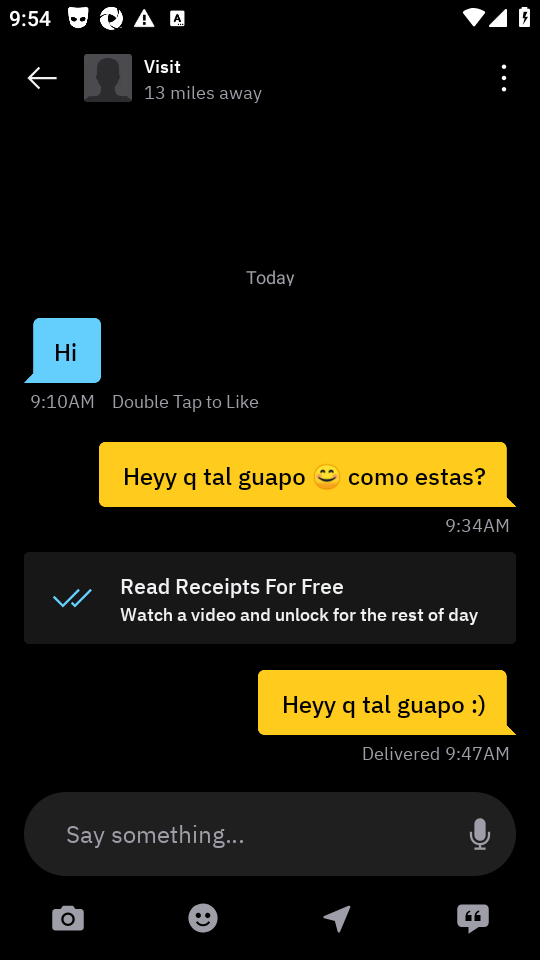 9:54
Visit
13 miles away
Today
Hi
9:10AM Double Tap to Like
Heyy q tal guapo 😄 como estas?
9:34AM
Read Receipts For Free
Watch a video and unlock for the rest of day
Heyy q tal guapo :)
Delivered 9:47AM
Say something...